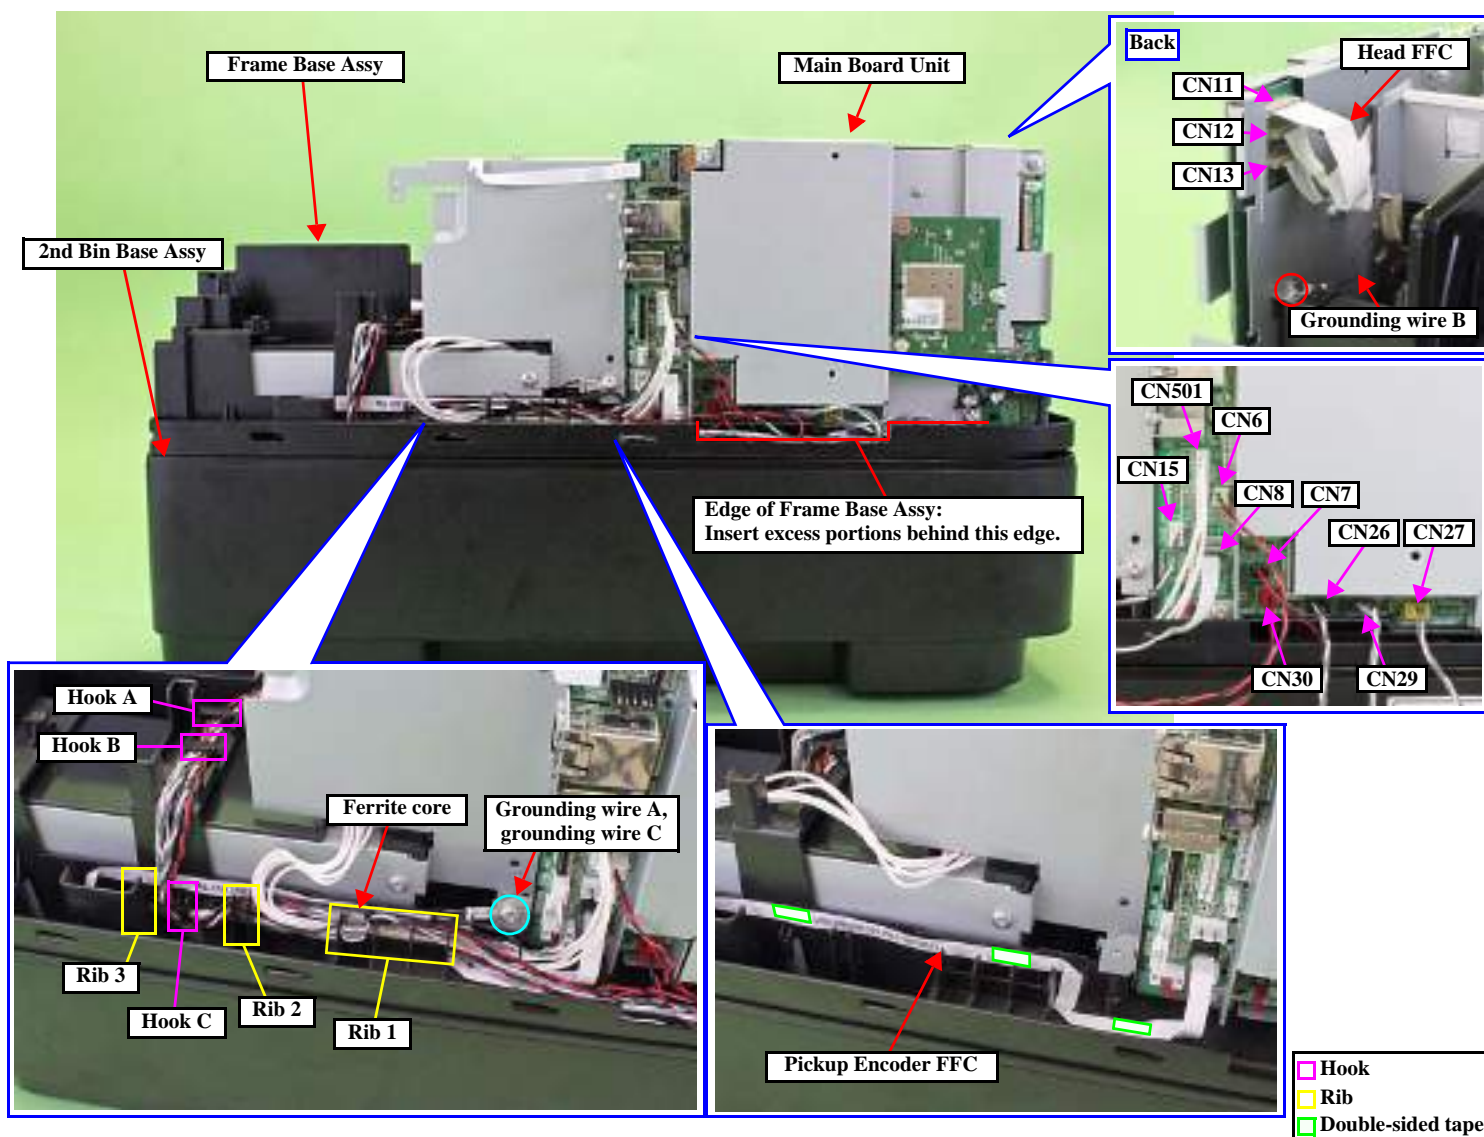 Frame Base Assy
Main Board Unit
2nd Bin Base Assy
Edge of Frame Base Assy:
Insert excess portions behind this edge.
Back
Head FFC
CN11
CN12
CN13
Grounding wire B
CN501
CN6
CN15
CN8
CN7
CN26
CN27
CN30
CN29
Hook A
Hook B
Ferrite core
Grounding wire A,
grounding wire C
Rib 3
Hook C
Rib 2
Rib 1
Pickup Encoder FFC
Hook
Rib
Double-sided tape